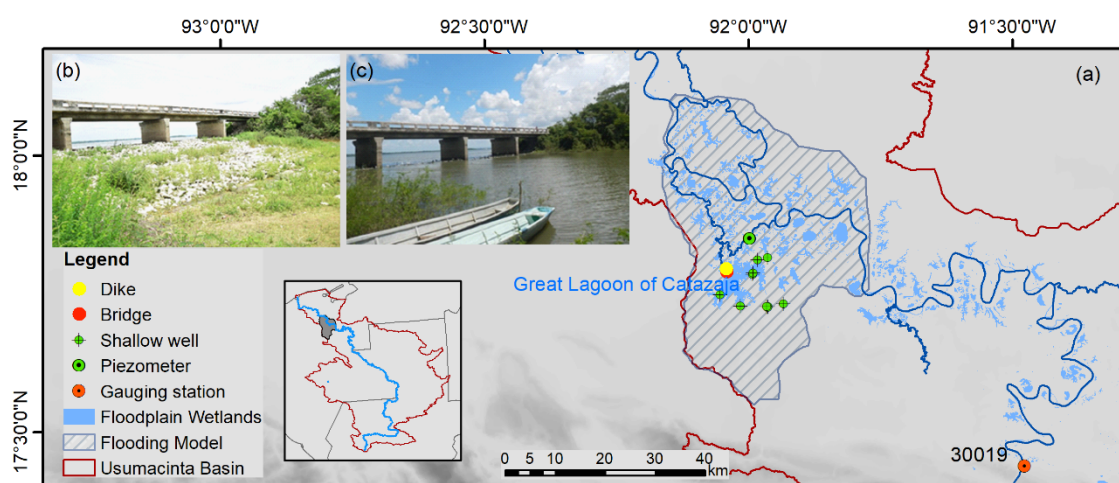 93°0'0"W 92°30'0"W 92°0'0"W 91°30'0"W
(b)
(c)
(a)
18°0'0"N
17°30'0"N
Great Lagoon of Catazaja
Legend
Dike
Bridge
Shallow well
Piezometer
Gauging station
Floodplain Wetlands
Flooding Model
Usumacinta Basin
30019
0 5 10 20 30 40
km